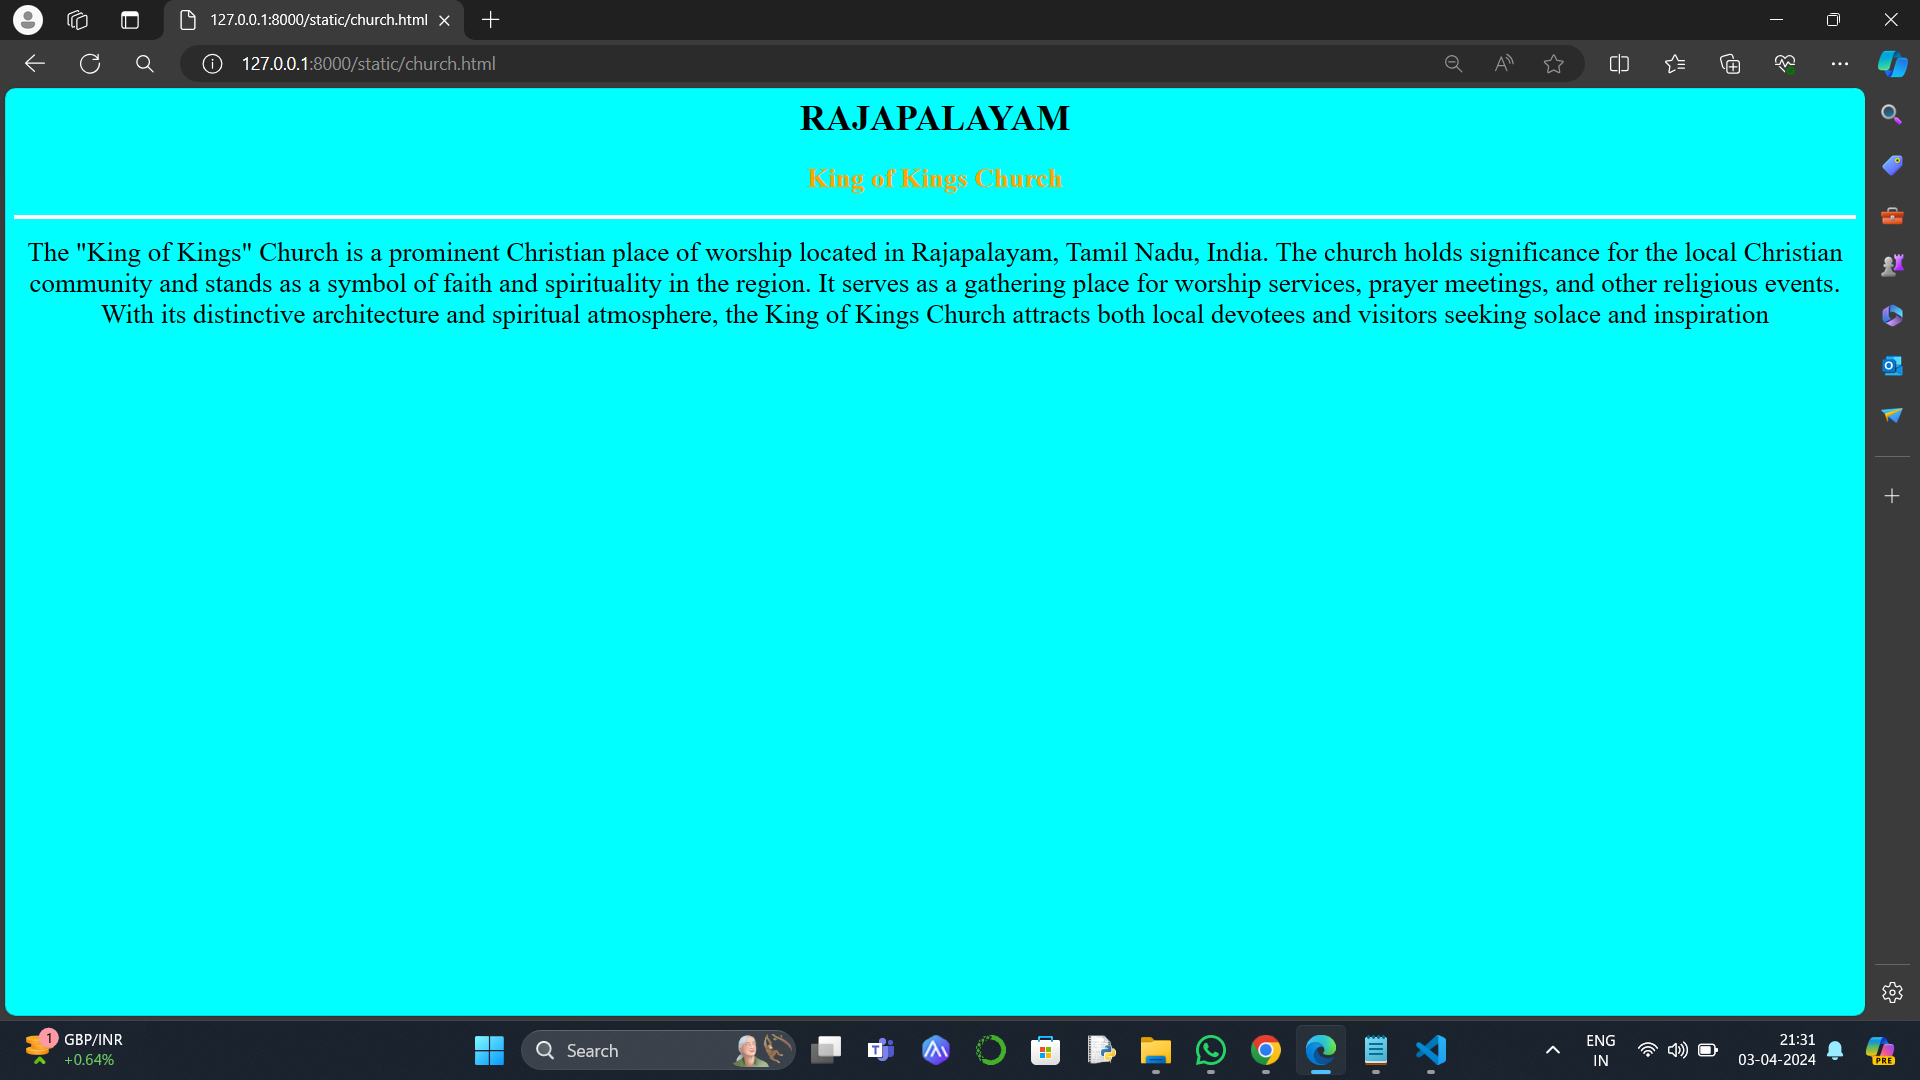 127.0.0.1:8000/static/church.html
127.0.0.1:8000/static/church.html
RAJAPALAYAM
King of Kings Church
The "King of Kings" Church is a prominent Christian place of worship located in Rajapalayam, Tamil Nadu, India. The church holds significance for the local Christian
community and stands as a symbol of faith and spirituality in the region. It serves as a gathering place for worship services, prayer meetings, and other religious events.
With its distinctive architecture and spiritual atmosphere, the King of Kings Church attracts both local devotees and visitors seeking solace and inspiration
1
GBP/INR
+0.64%
Search
ENG
IN
21:31
03-04-2024
PRE